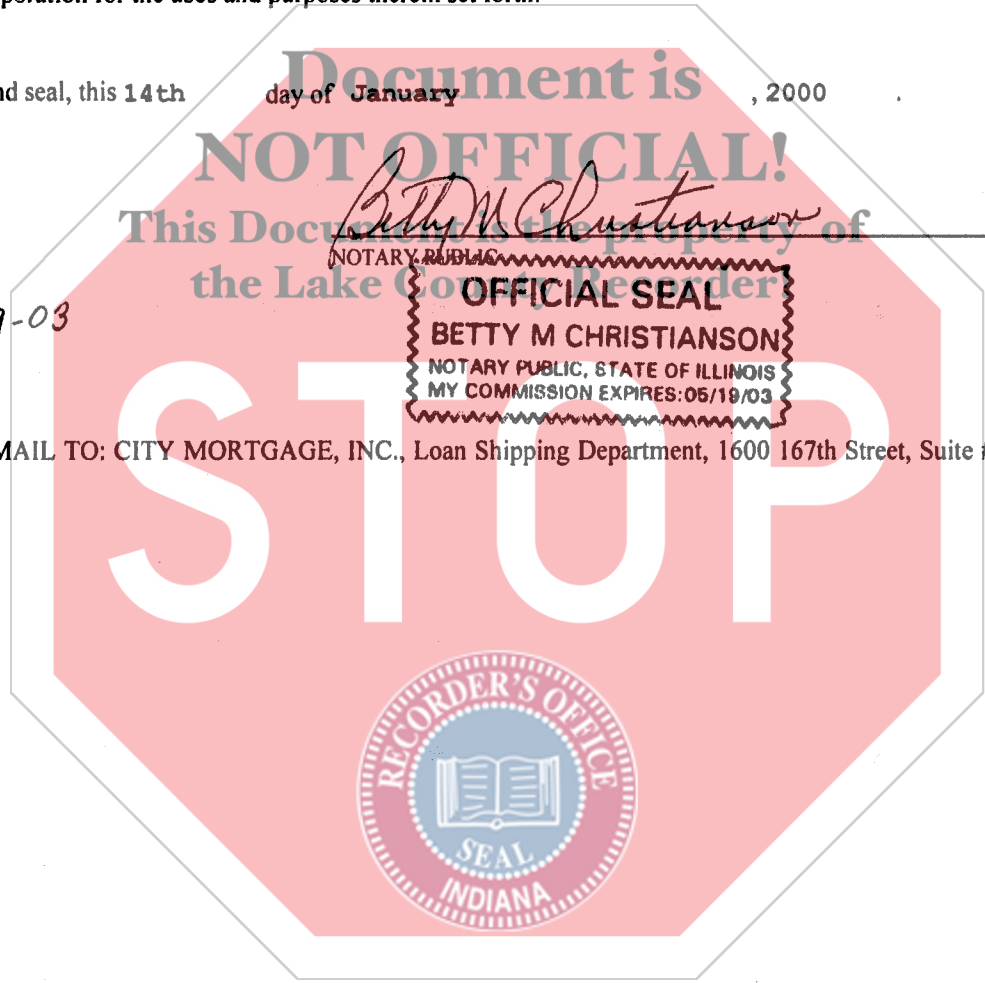 poration for the uses and purposes therein set forth.
Document is
nd seal, this 14th day of January , 2000 .
NOT OFFICIAL!
Betty M Christianson
This Document is the property of
NOTARY PUBLIC
the Lake County Recorder!
OFFICIAL SEAL
BETTY M CHRISTIANSON
NOTARY PUBLIC, STATE OF ILLINOIS
MY COMMISSION EXPIRES:05/19/03
9-03
MAIL TO: CITY MORTGAGE, INC., Loan Shipping Department, 1600 167th Street, Suite #
STOP
RECORDER'S OFFICE
SEAL
INDIANA